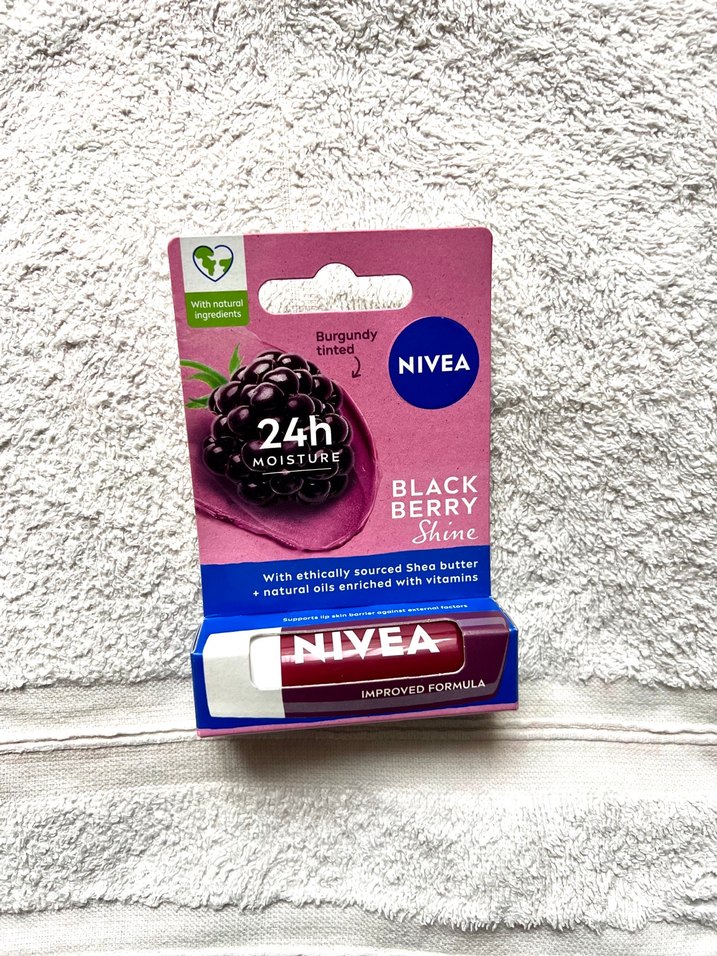 With natural
ingredients
Burgundy
tinted
NIVEA
24h
MOISTURE
BLACK
BERRY
Shine
With ethically sourced Shea butter
+ natural oils enriched with vitamins
Supports lip skin barrier against external factors
NIVEA
IMPROVED FORMULA